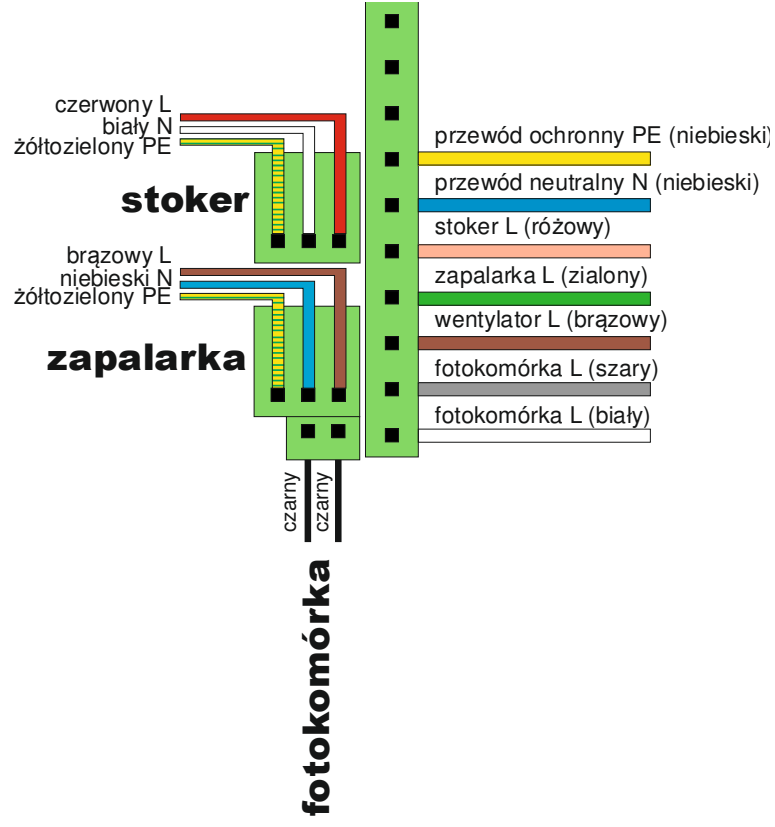 czerwony L
biały N
żółtozielony PE
stoker
brązowy L
niebieski N
żółtozielony PE
zapalarka
przewód ochronny PE (niebieski)
przewód neutralny N (niebieski)
stoker L (różowy)
zapalarka L (zialony)
wentylator L (brązowy)
fotokomórka L (szary)
fotokomórka L (biały)
czarny
czarny
fotokomórka